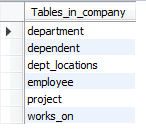 Tables_in_company
department
dependent
dept_locations
employee
project
works_on